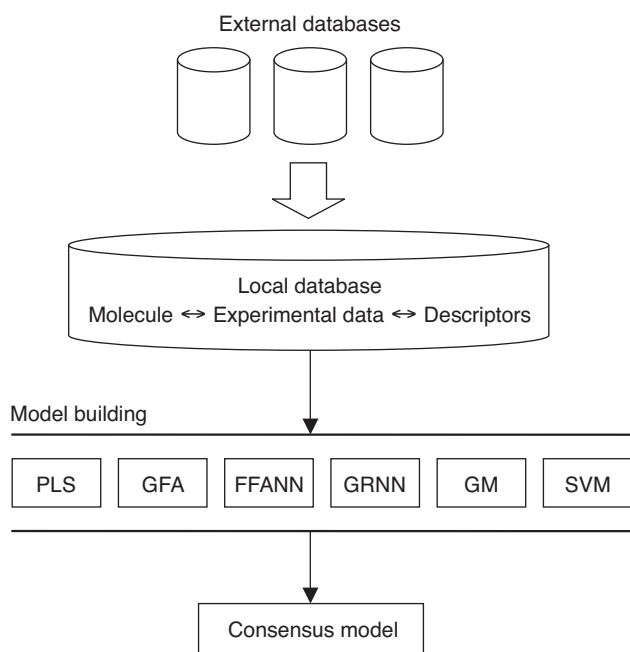 External databases
Local database
Molecule ↔ Experimental data ↔ Descriptors
Model building
PLS GFA FFANN GRNN GM SVM
Consensus model